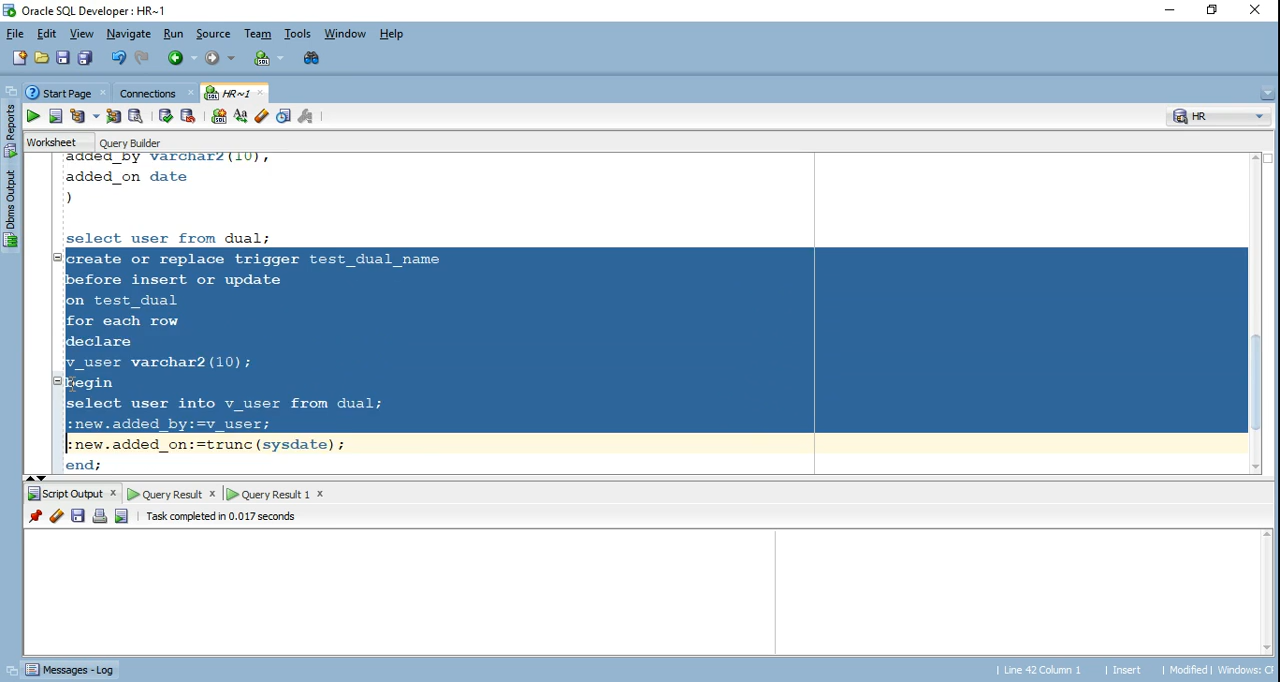 Oracle SQL Developer : HR~1
File Edit View Navigate Run Source Team Tools Window Help
Start Page Connections HR~1
HR
Worksheet Query Builder
Reports
Dbms Output
added_by varchar2(10),
added_on date
)
select user from dual;
create or replace trigger test_dual_name
before insert or update
on test_dual
for each row
declare
v_user varchar2(10);
begin
select user into v_user from dual;
:new.added_by:=v_user;
:new.added_on:=trunc(sysdate);
end;
Script Output Query Result Query Result 1
Task completed in 0.017 seconds
Messages - Log
Line 42 Column 1 | Insert | Modified | Windows: CF